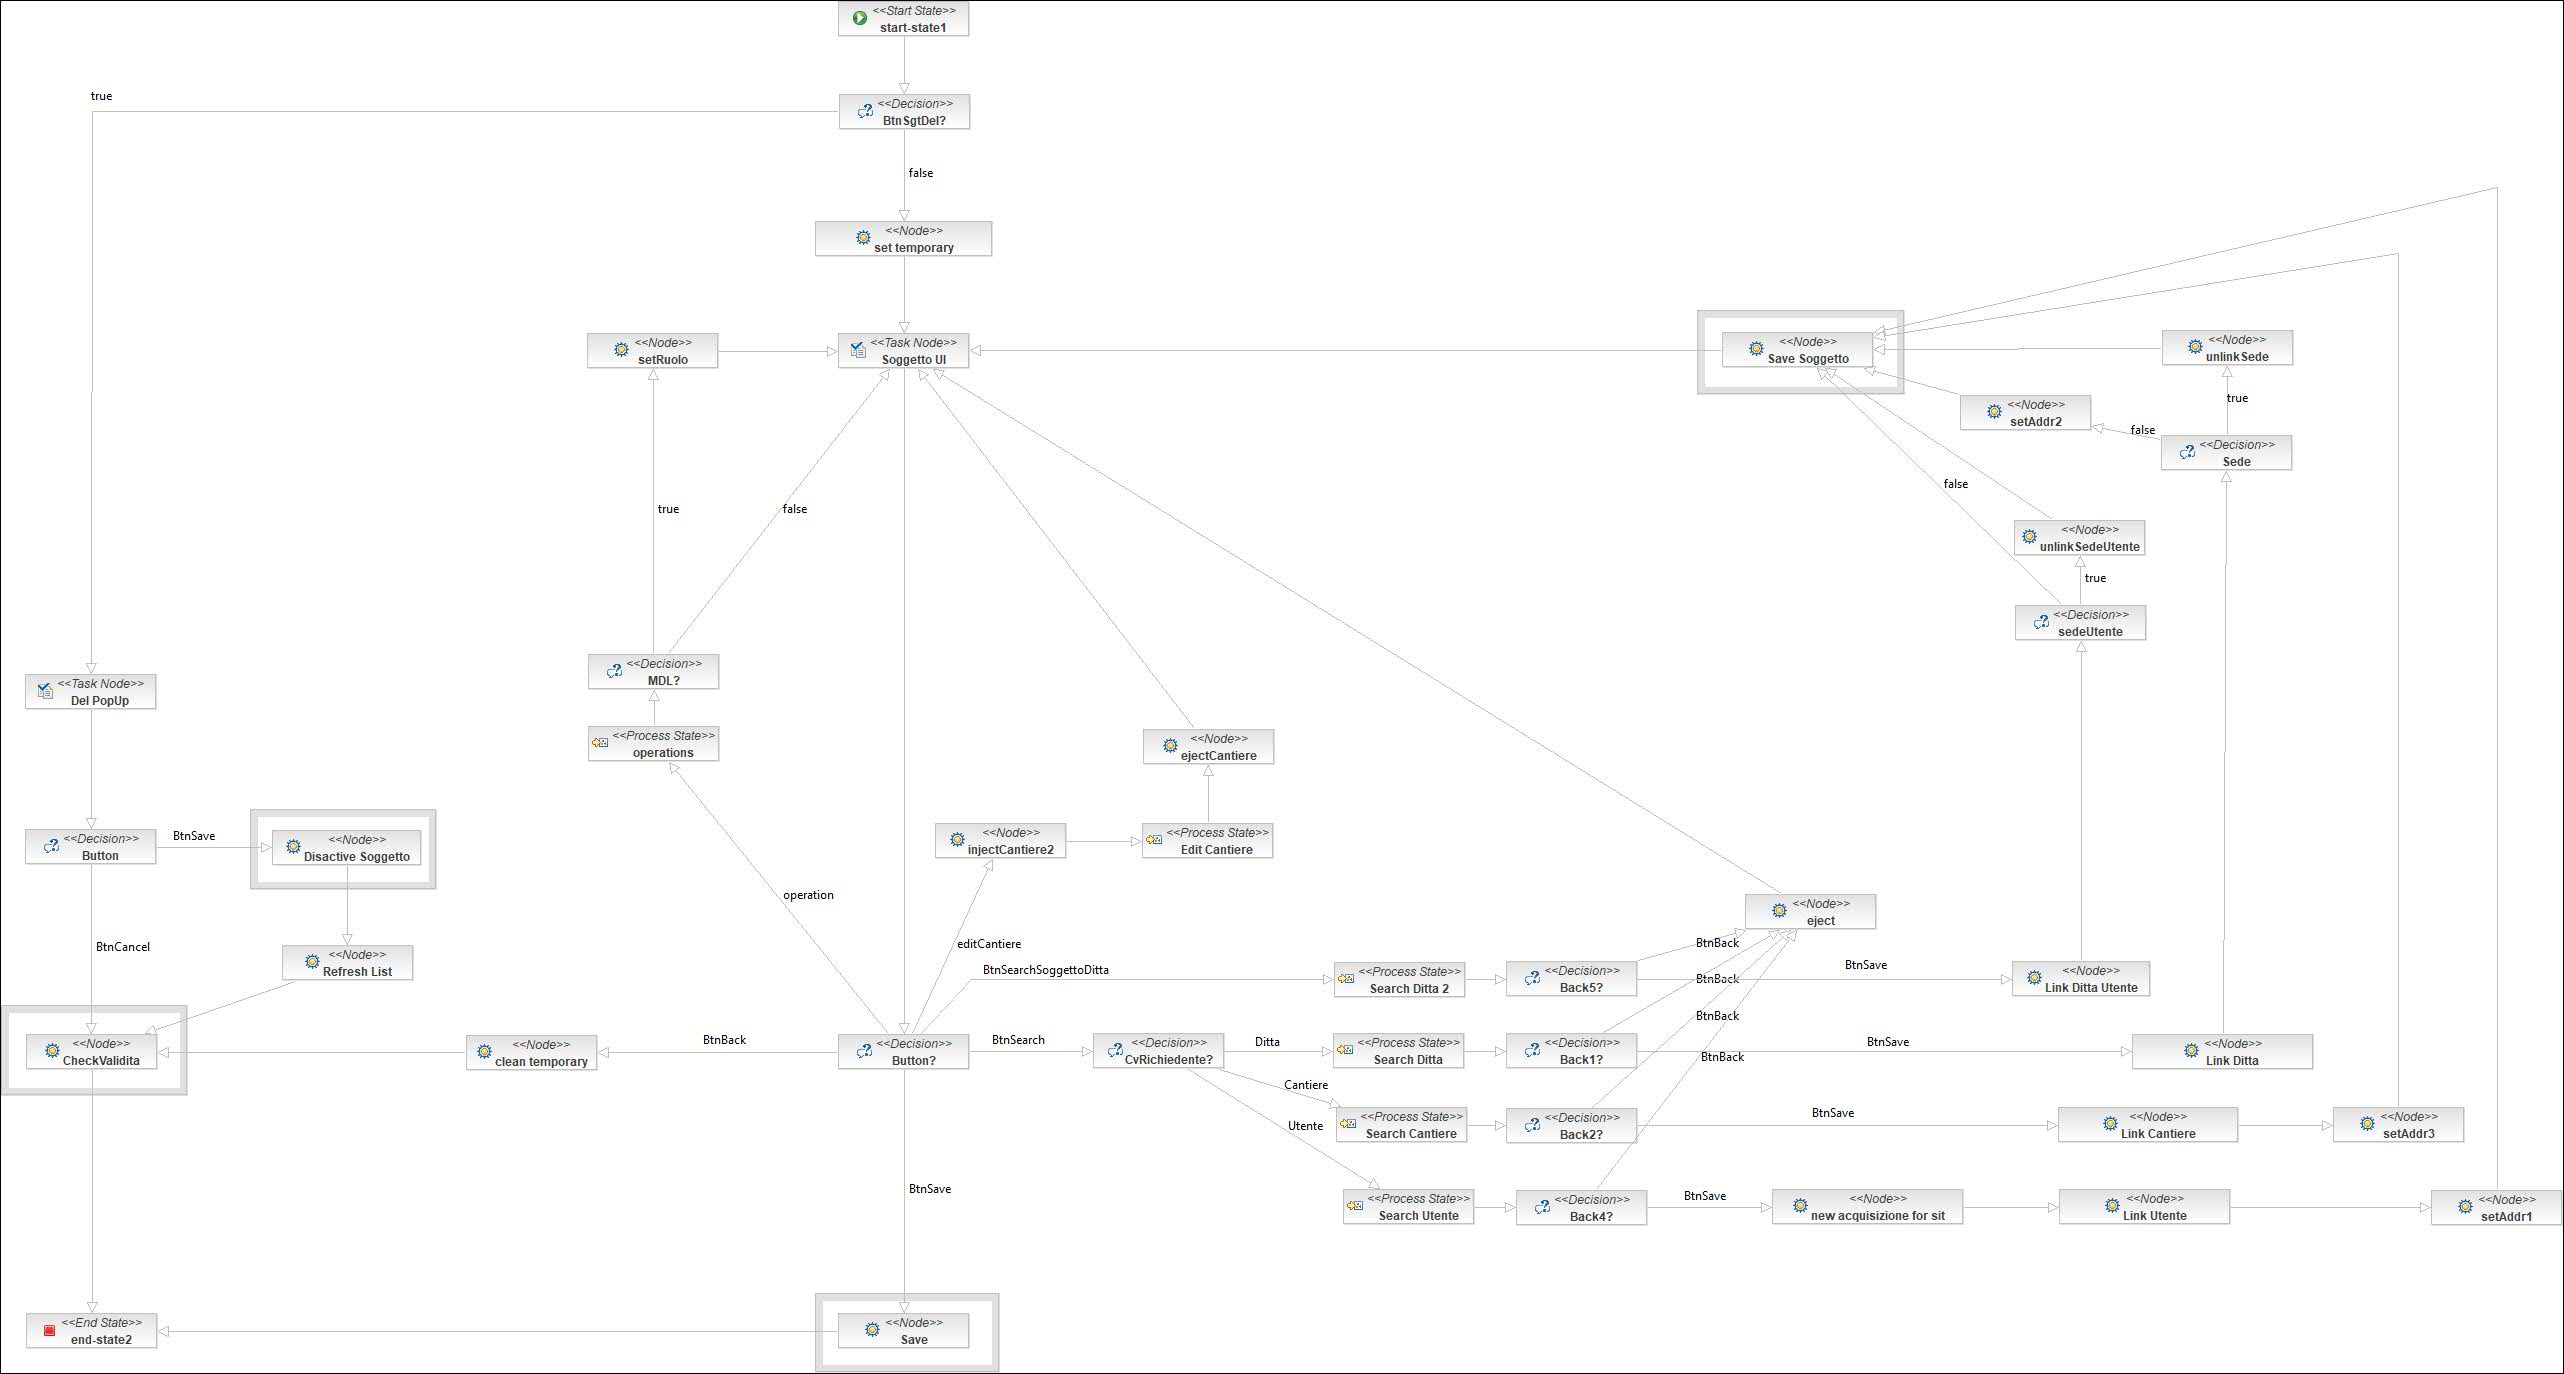 <<Start State>>
start-state1
true
<<Decision>>
BtnSgtDel?
false
<<Node>>
set temporary
<<Node>>
setRuolo
<<Task Node>>
Soggetto UI
<<Node>>
Save Soggetto
<<Node>>
unlinkSede
true
<<Node>>
setAddr2
false
<<Decision>>
Sede
false
true
false
<<Node>>
unlinkSedeUtente
true
<<Decision>>
sedeUtente
<<Decision>>
MDL?
<<Task Node>>
Del PopUp
<<Process State>>
operations
<<Node>>
ejectCantiere
<<Decision>>
Button
BtnSave
<<Node>>
Disactive Soggetto
<<Node>>
injectCantiere2
<<Process State>>
Edit Cantiere
operation
<<Node>>
eject
BtnCancel
editCantiere
BtnBack
<<Node>>
Refresh List
BtnSearchSoggettoDitta
<<Process State>>
Search Ditta 2
<<Decision>>
Back5?
BtnBack
BtnSave
<<Node>>
Link Ditta Utente
BtnBack
<<Node>>
CheckValidita
<<Node>>
clean temporary
BtnBack
<<Decision>>
Button?
BtnSearch
<<Decision>>
CvRichiedente?
Ditta
<<Process State>>
Search Ditta
<<Decision>>
Back1?
BtnBack
BtnSave
<<Node>>
Link Ditta
Cantiere
<<Process State>>
Search Cantiere
<<Decision>>
Back2?
BtnSave
<<Node>>
Link Cantiere
<<Node>>
setAddr3
Utente
BtnSave
<<Process State>>
Search Utente
<<Decision>>
Back4?
BtnSave
<<Node>>
new acquisizione for sit
<<Node>>
Link Utente
<<Node>>
setAddr1
<<End State>>
end-state2
<<Node>>
Save